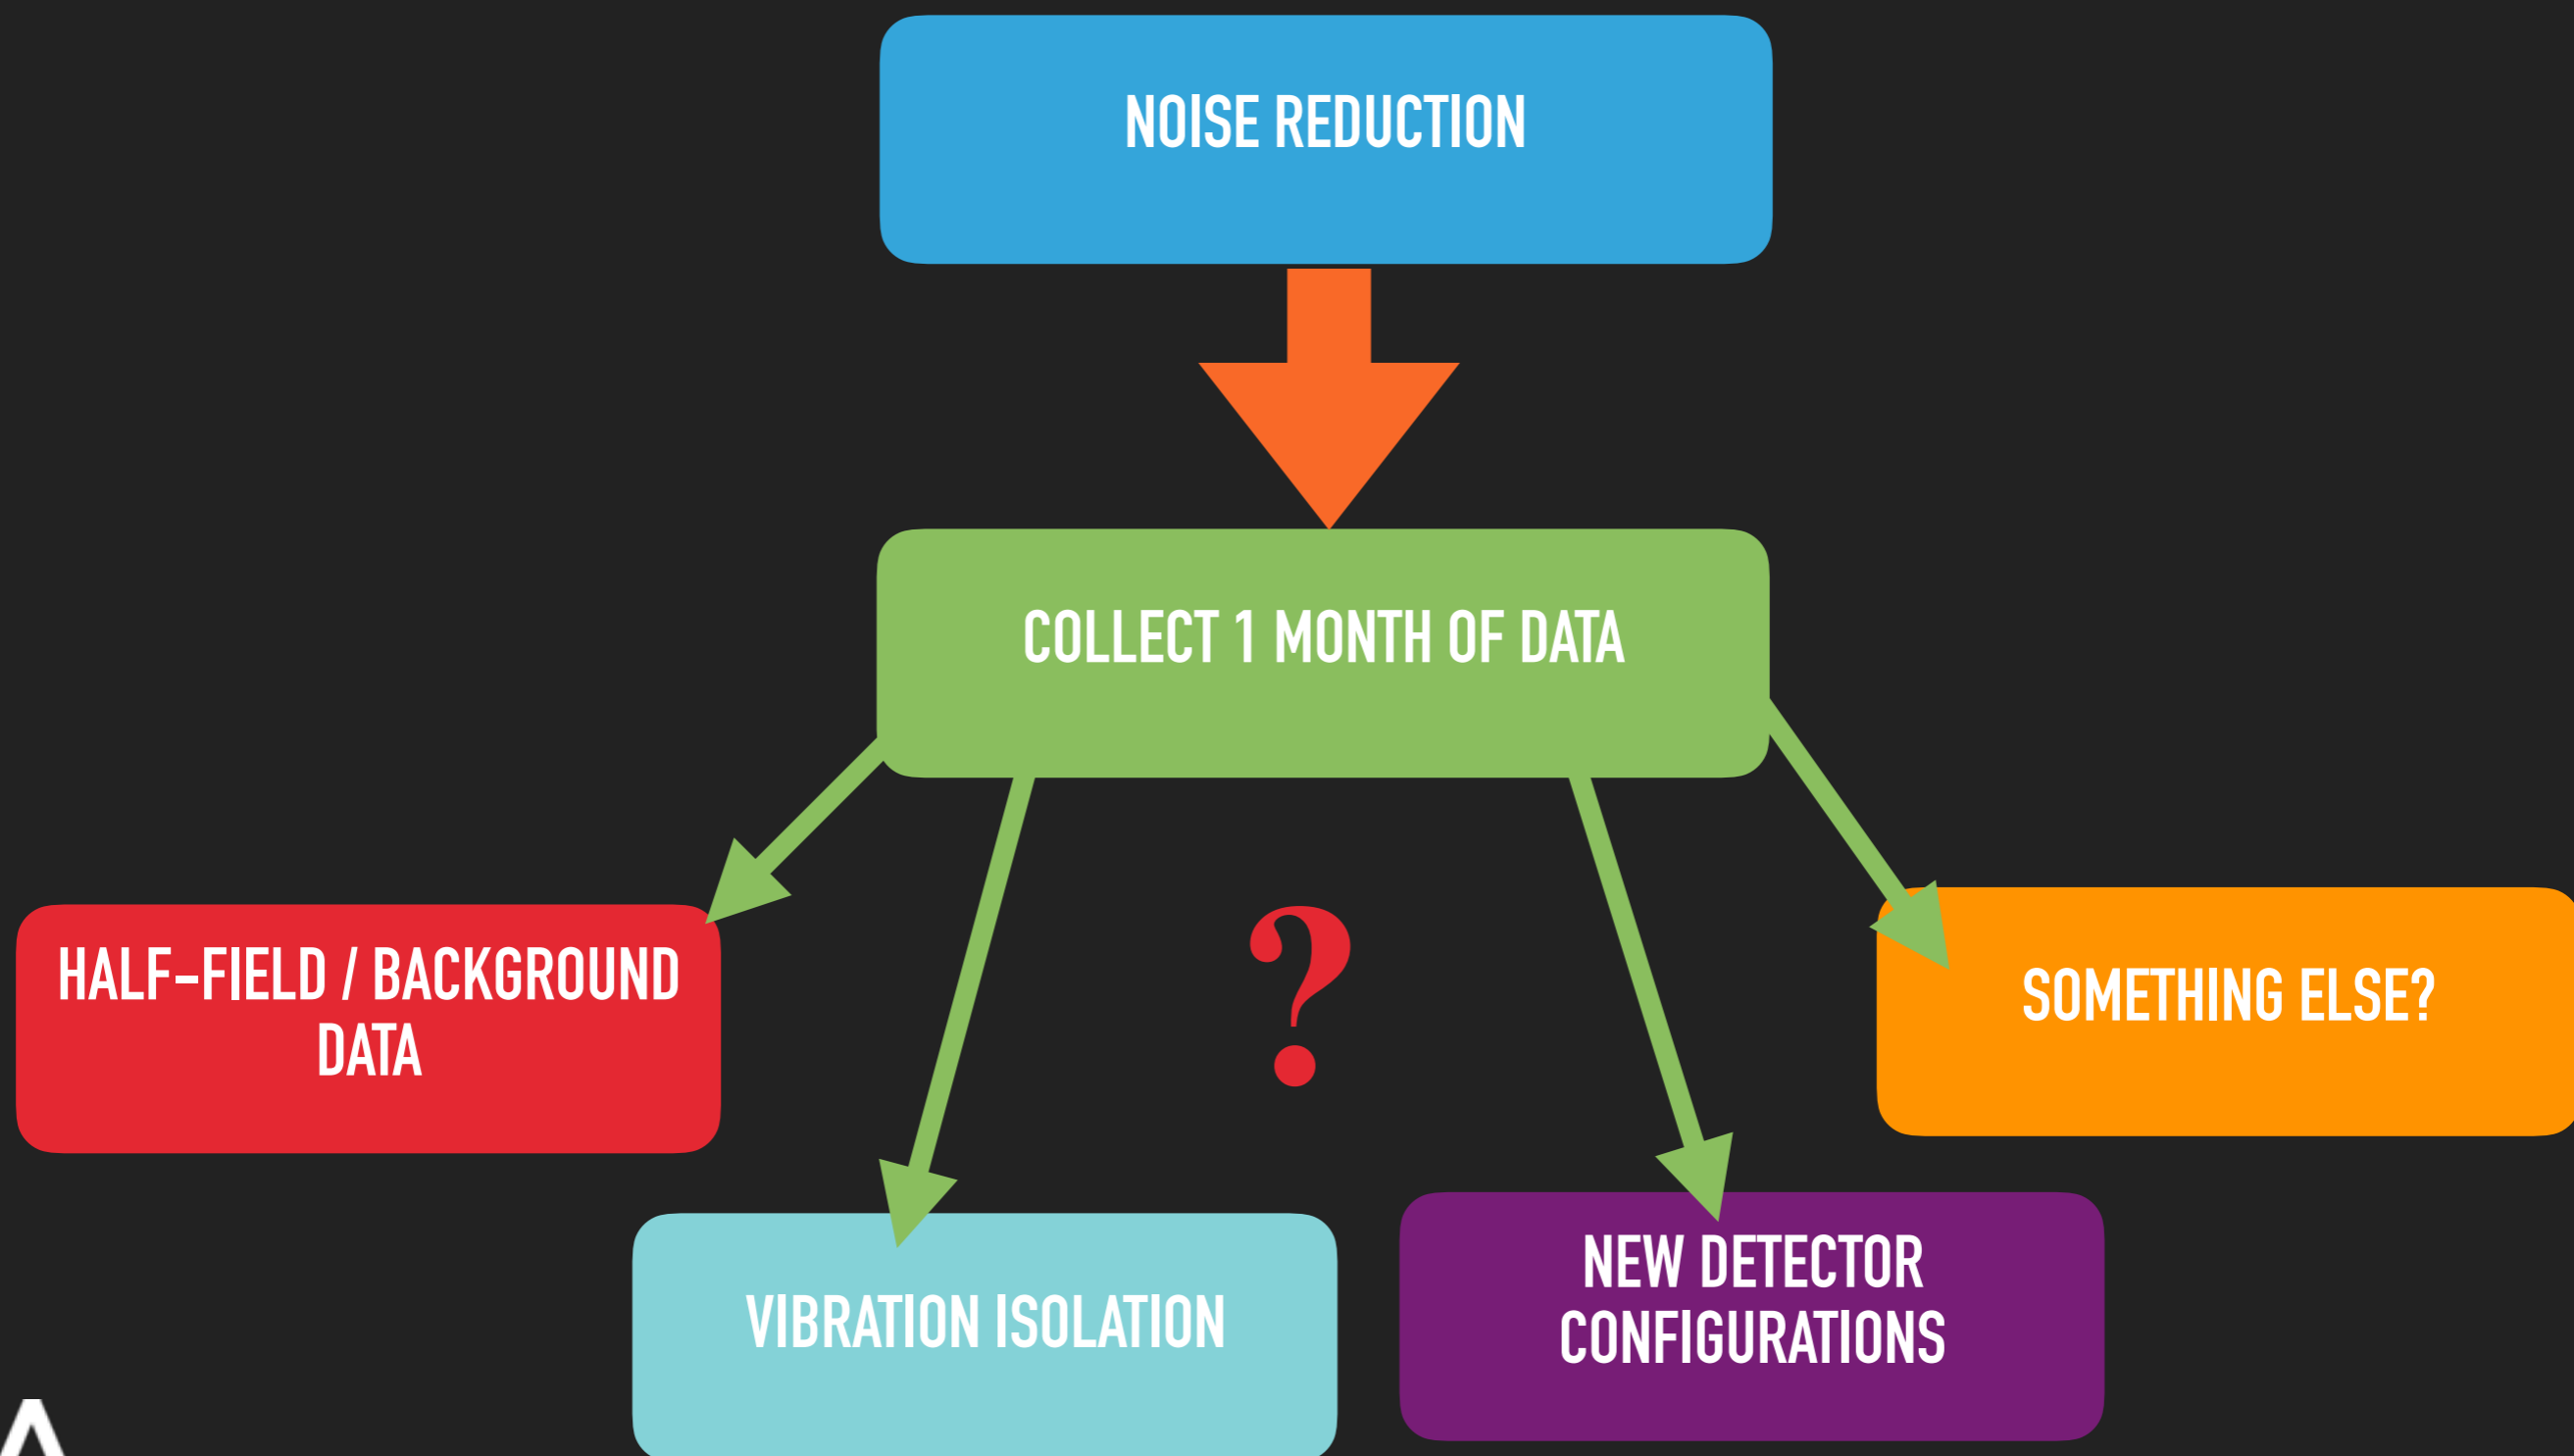 NOISE REDUCTION
COLLECT 1 MONTH OF DATA
HALF-FIELD / BACKGROUND
DATA
?
SOMETHING ELSE?
VIBRATION ISOLATION
NEW DETECTOR
CONFIGURATIONS